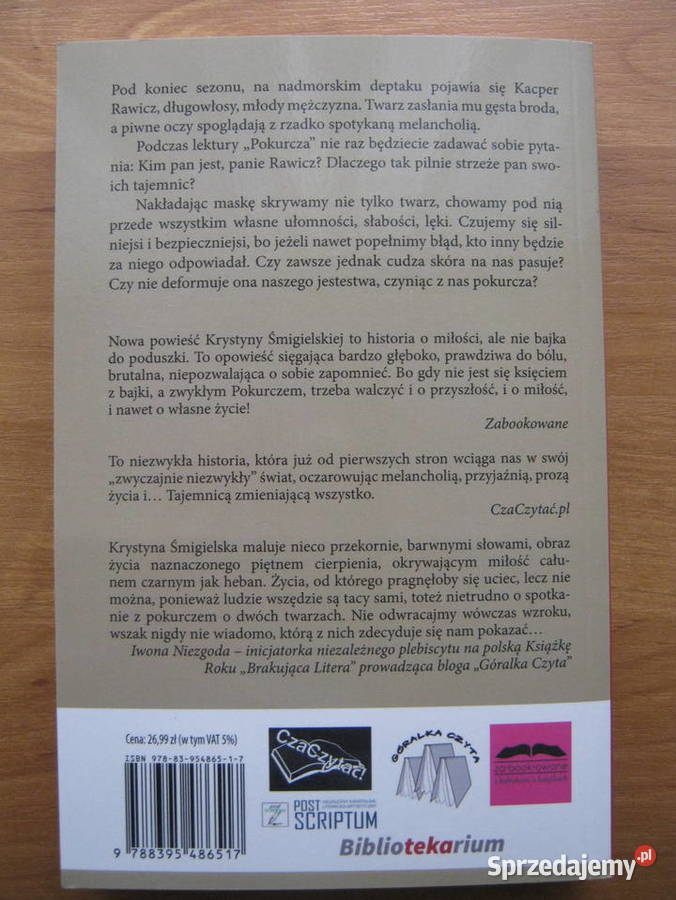 Pod koniec sezonu, na nadmorskim deptaku pojawia się Kacper
Rawicz, długowłosy, młody mężczyzna. Twarz zasłania mu gęsta broda,
a piwne oczy spoglądają z rzadko spotykaną melancholią.
Podczas lektury „Pokurcza” nie raz będziecie zadawać sobie pyta-
nia: Kim pan jest, panie Rawicz? Dlaczego tak pilnie strzeże pan swo-
ich tajemnic?
Nakładając maskę skrywamy nie tylko twarz, chowamy pod nią
przede wszystkim własne ułomności, słabości, lęki. Czujemy się sil-
niejsi i bezpieczniejsi, bo jeżeli nawet popełnimy błąd, kto inny będzie
za niego odpowiadał. Czy zawsze jednak cudza skóra na nas pasuje?
Czy nie deformuje ona naszego jestestwa, czyniąc z nas pokurcza?
Nowa powieść Krystyny Śmigielskiej to historia o miłości, ale nie bajka
do poduszki. To opowieść sięgająca bardzo głęboko, prawdziwa do bólu,
brutalna, niepozwalająca o sobie zapomnieć. Bo gdy nie jest się księciem
z bajki, a zwykłym Pokurczem, trzeba walczyć i o przyszłość, i o miłość,
i nawet o własne życie!
Zabookowane
To niezwykła historia, która już od pierwszych stron wciąga nas w swój
„zwyczajnie niezwykły” świat, oczarowując melancholią, przyjaźnią, prozą
życia i... Tajemnicą zmieniającą wszystko.
CzaCzytać.pl
Krystyna Śmigielska maluje nieco przekornie, barwnymi słowami, obraz
życia naznaczonego piętnem cierpienia, okrywającym miłość cału-
nem czarnym jak heban. Życia, od którego pragnęłoby się uciec, lecz nie
można, ponieważ ludzie wszędzie są tacy sami, toteż nietrudno o spotka-
nie z pokurczem o dwóch twarzach. Nie odwracajmy wówczas wzroku,
wszak nigdy nie wiadomo, którą z nich zdecyduje się nam pokazać...
Iwona Niezgoda – inicjatorka niezależnego plebiscytu na polską Książkę
Roku „Brakująca Litera” prowadząca bloga „Góralka Czyta”
Cena: 26,99 zł (w tym VAT 5%)
ISBN 978-83-954865-1-7
9 788395 486517
CzaCzytać!
GÓRALKA CZYTA
za-book-owane
POST
SCRIPTUM
Bibliotekarium
Sprzedajemy.pl